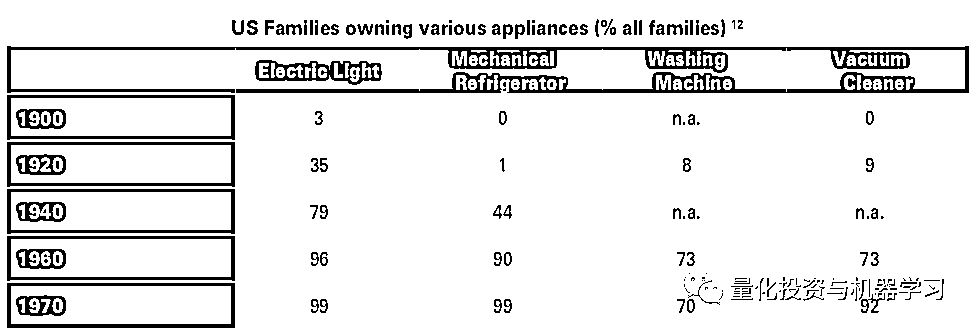 US Families owning various appliances (% all families) 12
Electric Light Mechanical Refrigerator Washing Machine Vacuum Cleaner
1900 3 0 n.a. 0
1920 35 1 8 9
1940 79 44 n.a. n.a.
1960 96 90 73 73
1970 99 99 70 92
量化投资与机器学习